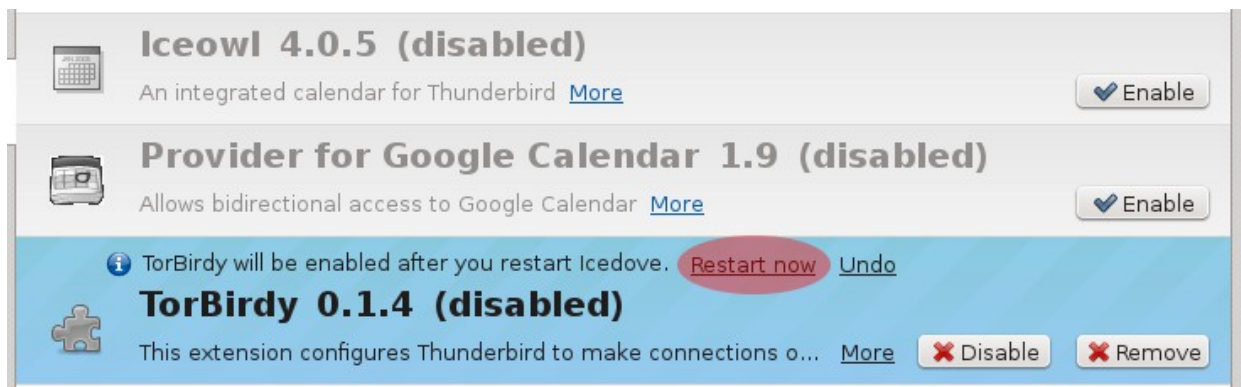 Iceowl 4.0.5 (disabled)
An integrated calendar for Thunderbird More Enable
Provider for Google Calendar 1.9 (disabled)
Allows bidirectional access to Google Calendar More Enable
TorBirdy will be enabled after you restart Icedove. Restart now Undo
TorBirdy 0.1.4 (disabled)
This extension configures Thunderbird to make connections o... More Disable Remove